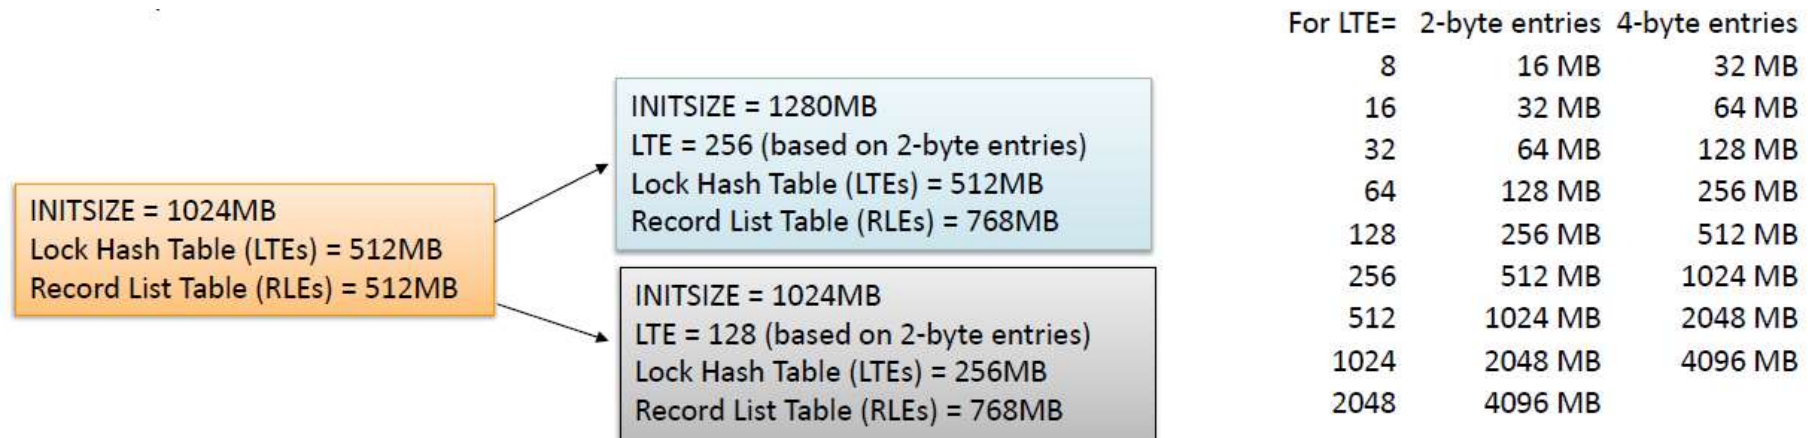 INITSIZE = 1024MB
Lock Hash Table (LTEs) = 512MB
Record List Table (RLEs) = 512MB
INITSIZE = 1280MB
LTE = 256 (based on 2-byte entries)
Lock Hash Table (LTEs) = 512MB
Record List Table (RLEs) = 768MB
INITSIZE = 1024MB
LTE = 128 (based on 2-byte entries)
Lock Hash Table (LTEs) = 256MB
Record List Table (RLEs) = 768MB
For LTE= 2-byte entries 4-byte entries
8 16 MB 32 MB
16 32 MB 64 MB
32 64 MB 128 MB
64 128 MB 256 MB
128 256 MB 512 MB
256 512 MB 1024 MB
512 1024 MB 2048 MB
1024 2048 MB 4096 MB
2048 4096 MB